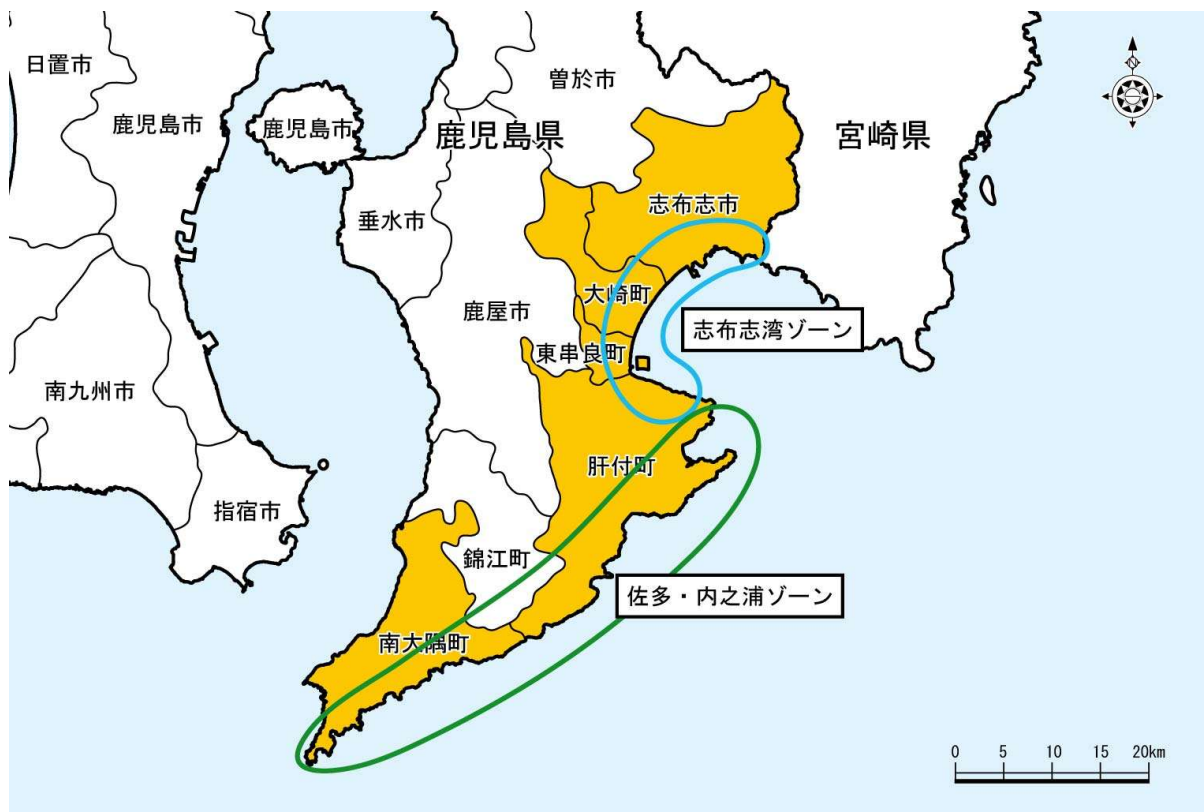 日置市
鹿児島市
鹿児島市
曽於市
鹿児島県
宮崎県
N
垂水市
志布志市
大崎町
鹿屋市
志布志湾ゾーン
東串良町
南九州市
肝付町
指宿市
錦江町
佐多・内之浦ゾーン
南大隅町
0 5 10 15 20km